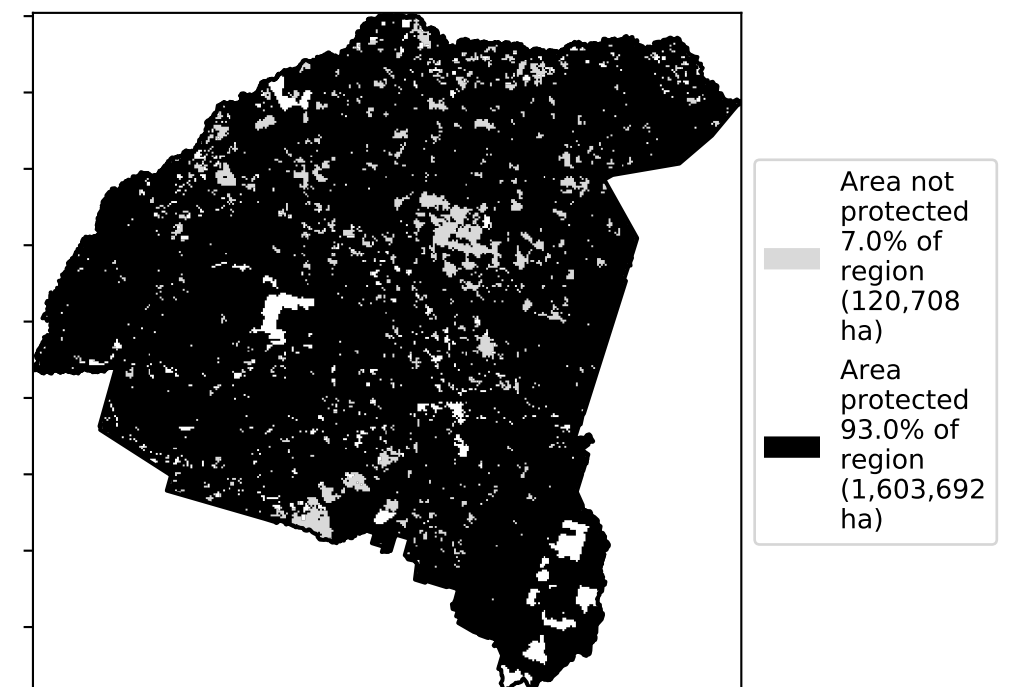 Area not
protected
7.0% of
region
(120,708
ha)
Area
protected
93.0% of
region
(1,603,692
ha)